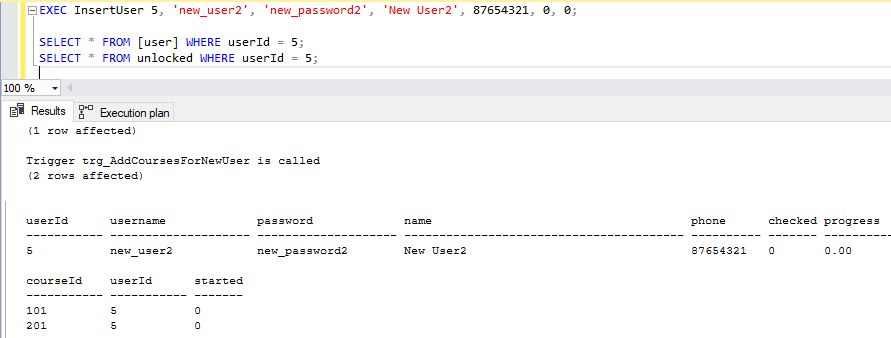 EXEC InsertUser 5, 'new_user2', 'new_password2', 'New User2', 87654321, 0, 0;
SELECT * FROM [user] WHERE userId = 5;
SELECT * FROM unlocked WHERE userId = 5;
100 %
Results Execution plan
(1 row affected)
Trigger trg_AddCoursesForNewUser is called
(2 rows affected)
userId username password name phone checked progress
----------- -------------------- -------------------- ---------------------------------------- ---------- ------- ---------
5 new_user2 new_password2 New User2 87654321 0 0.00
courseId userId started
----------- ----------- -------
101 5 0
201 5 0